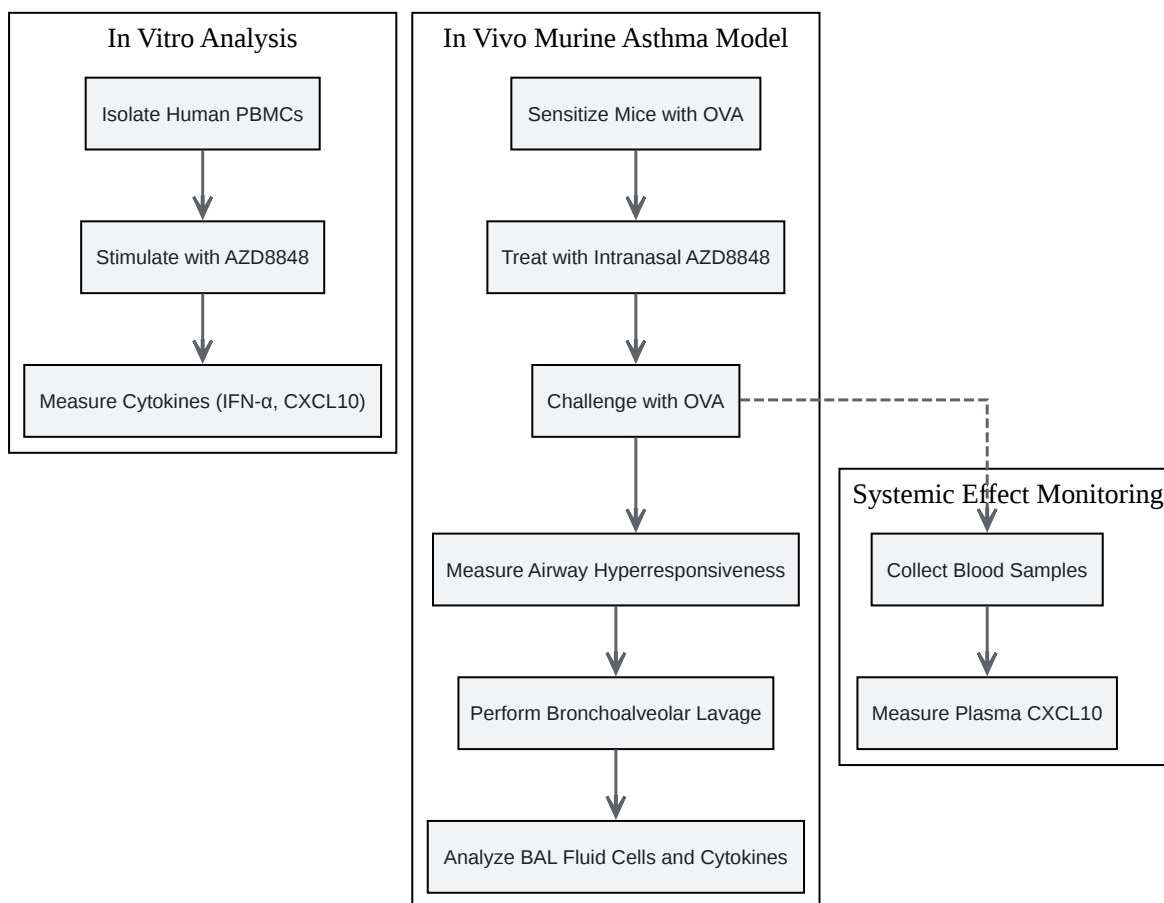 In Vitro Analysis
Isolate Human PBMCs
Stimulate with AZD8848
Measure Cytokines (IFN-α, CXCL10)
In Vivo Murine Asthma Model
Sensitize Mice with OVA
Treat with Intranasal AZD8848
Challenge with OVA
Measure Airway Hyperresponsiveness
Perform Bronchoalveolar Lavage
Analyze BAL Fluid Cells and Cytokines
Systemic Effect Monitoring
Collect Blood Samples
Measure Plasma CXCL10